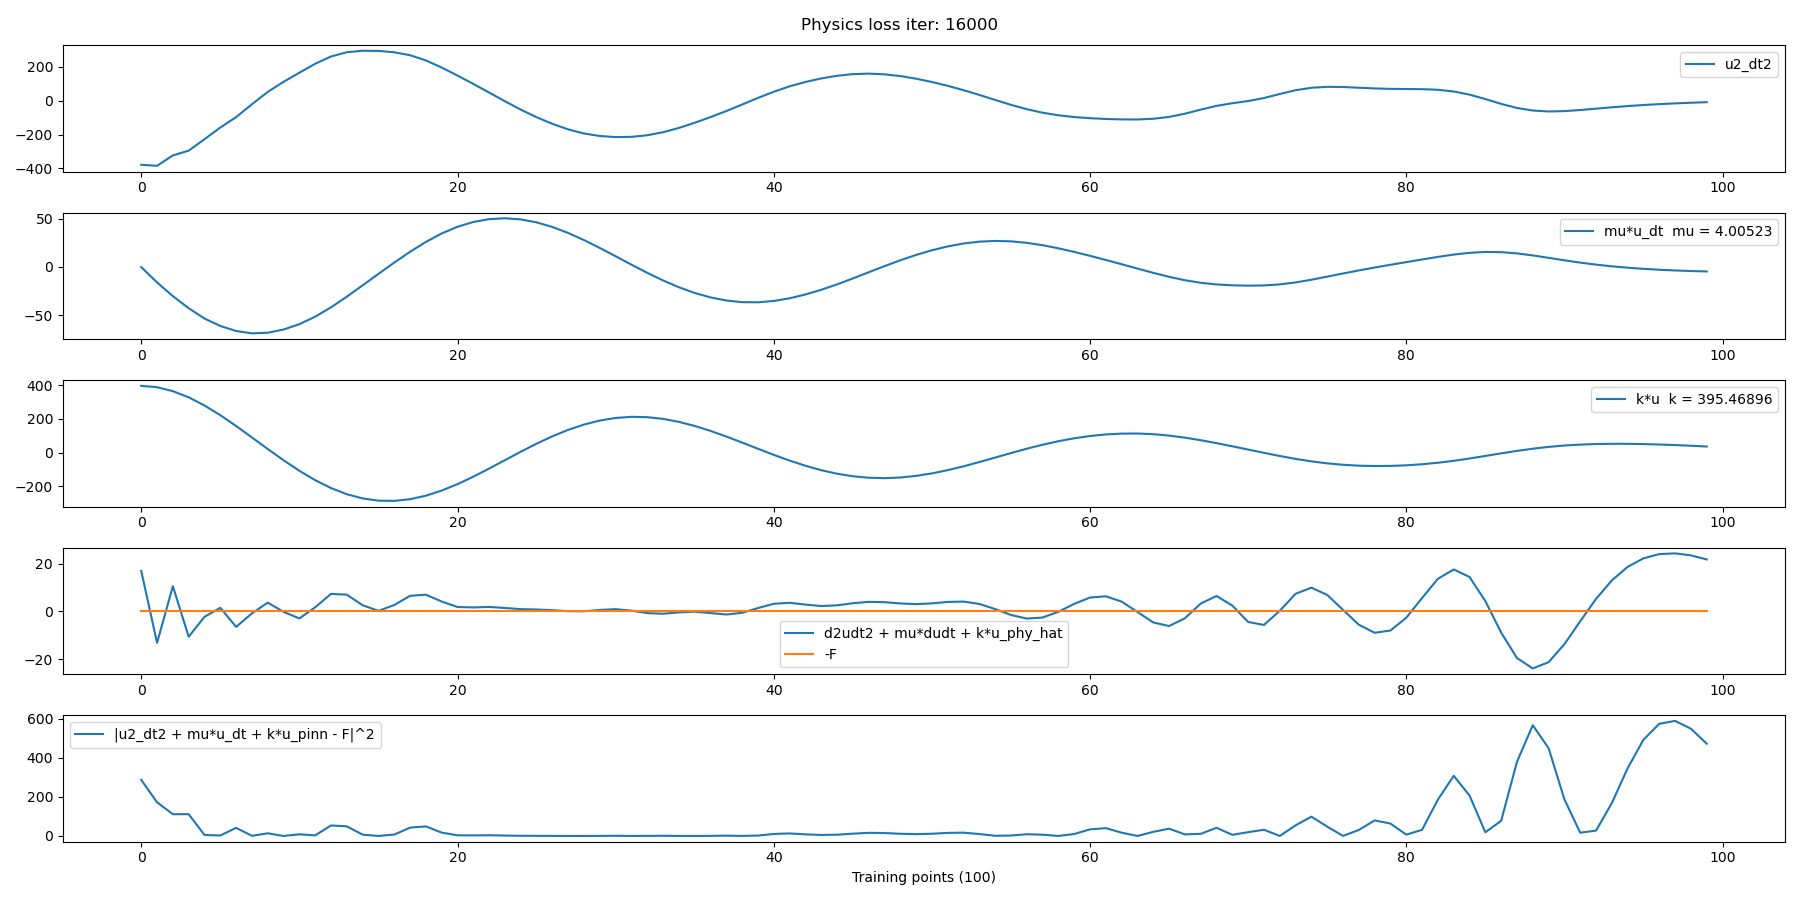 Physics loss iter: 16000
200
0
−200
−400
u2_dt2
0 20 40 60 80 100
50
0
−50
mu*u_dt mu = 4.00523
0 20 40 60 80 100
400
200
0
−200
k*u k = 395.46896
0 20 40 60 80 100
20
0
−20
d2udt2 + mu*dudt + k*u_phy_hat
-F
0 20 40 60 80 100
600
400
200
0
|u2_dt2 + mu*u_dt + k*u_pinn - F|^2
0 20 40 60 80 100
Training points (100)